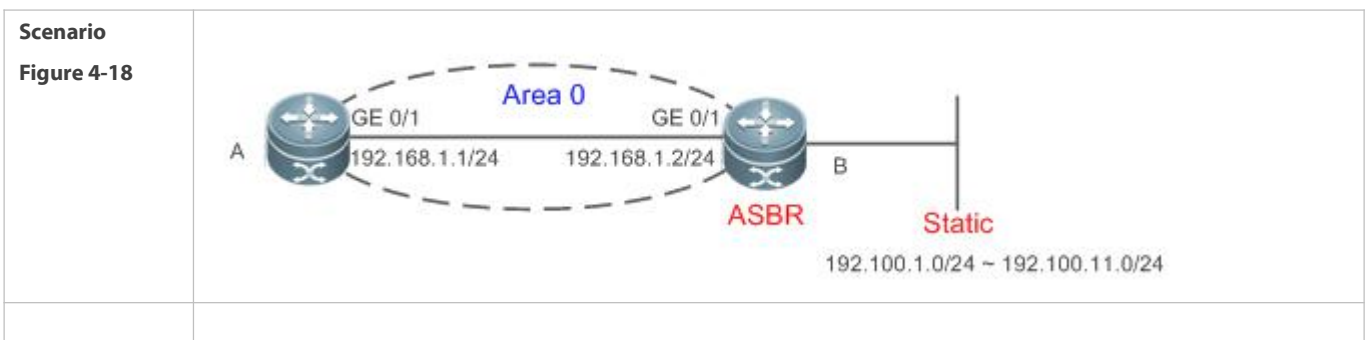 Scenario
Figure 4-18
Area 0
GE 0/1
GE 0/1
A
192.168.1.1/24
192.168.1.2/24
B
ASBR
Static
192.100.1.0/24 ~ 192.100.11.0/24